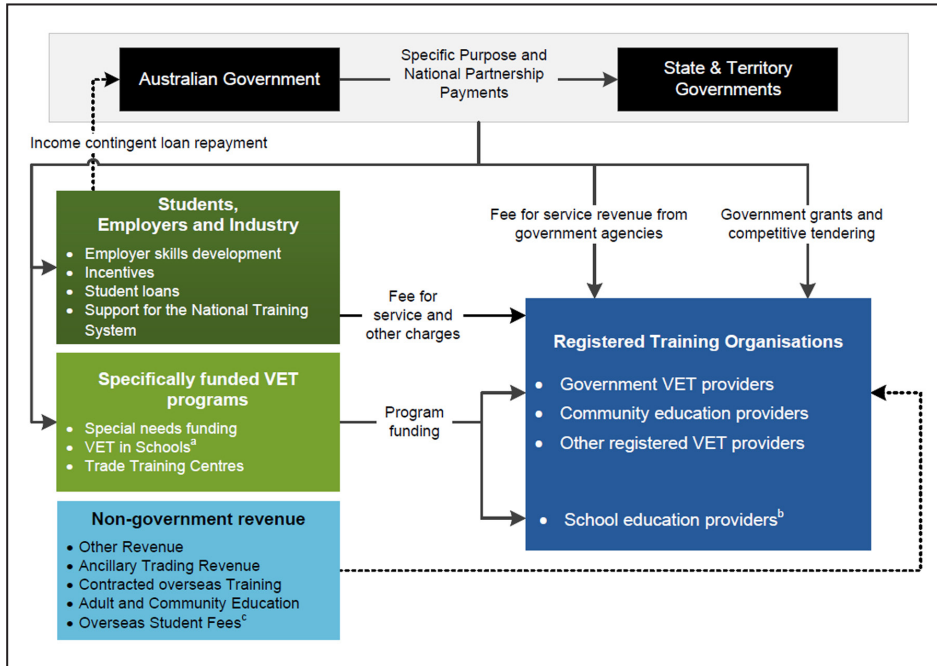 Australian Government
Specific Purpose and
National Partnership
Payments
State & Territory
Governments
Income contingent loan repayment
Students,
Employers and Industry
• Employer skills development
• Incentives
• Student loans
• Support for the National Training
System
Fee for service revenue from
government agencies
Government grants and
competitive tendering
Fee for
service and
other charges
Specifically funded VET
programs
• Special needs funding
• VET in Schoolsᵃ
• Trade Training Centres
Program
funding
Registered Training Organisations
• Government VET providers
• Community education providers
• Other registered VET providers
• School education providersᵇ
Non-government revenue
• Other Revenue
• Ancillary Trading Revenue
• Contracted overseas Training
• Adult and Community Education
• Overseas Student Feesᶜ